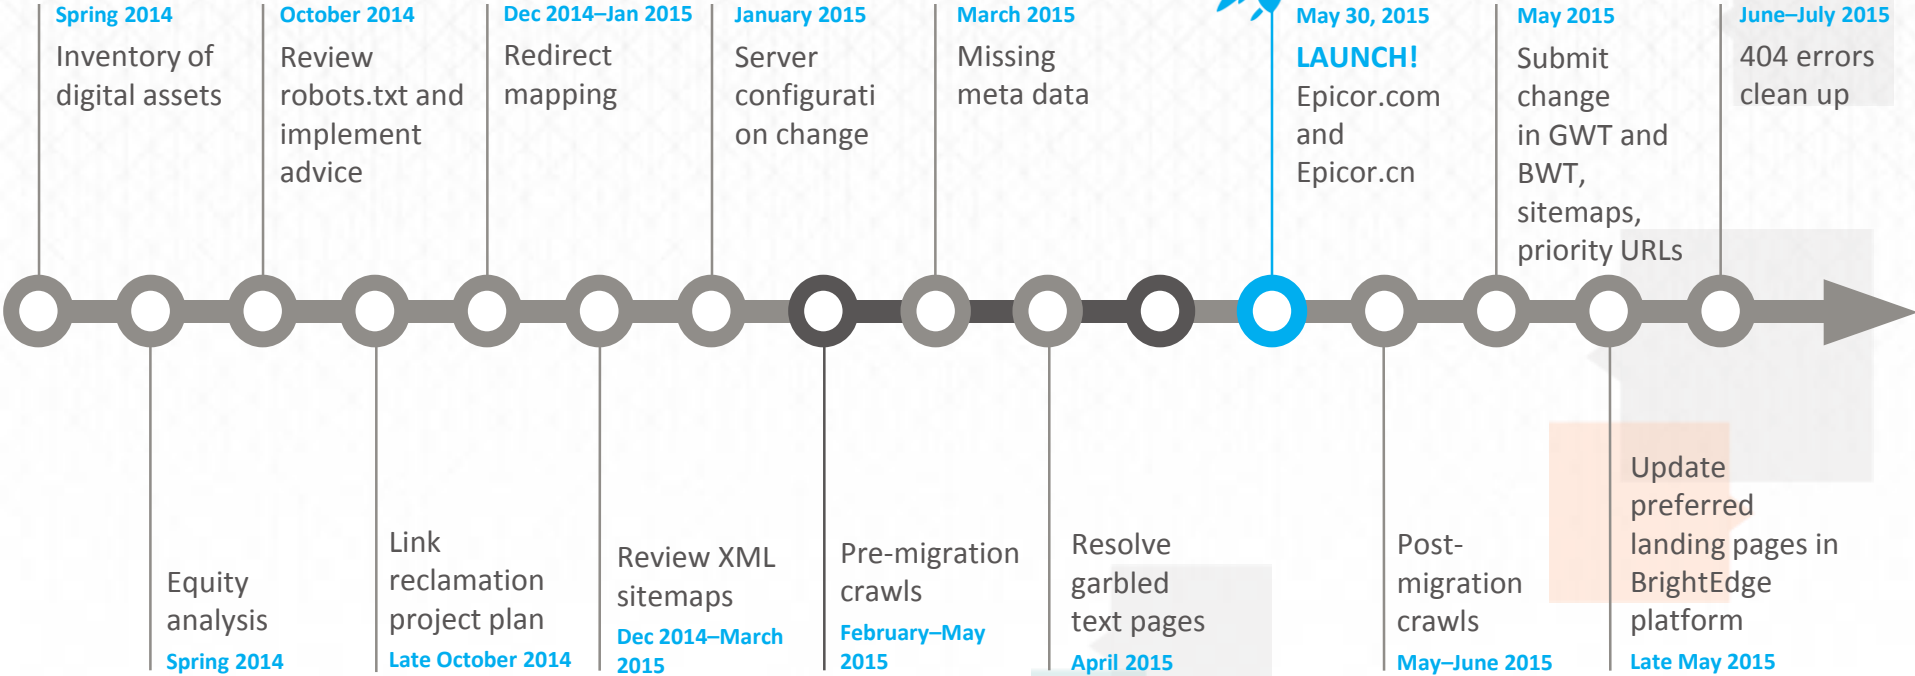 Spring 2014
Inventory of
digital assets
October 2014
Review
robots.txt and
implement
advice
Dec 2014–Jan 2015
Redirect
mapping
January 2015
Server
configurati
on change
March 2015
Missing
meta data
May 30, 2015
LAUNCH!
Epicor.com
and
Epicor.cn
May 2015
Submit
change
in GWT and
BWT,
sitemaps,
priority URLs
June–July 2015
404 errors
clean up
Equity
analysis
Spring 2014
Link
reclamation
project plan
Late October 2014
Review XML
sitemaps
Dec 2014–March
2015
Pre-migration
crawls
February–May
2015
Resolve
garbled
text pages
April 2015
Post-
migration
crawls
May–June 2015
Update
preferred
landing pages in
BrightEdge
platform
Late May 2015